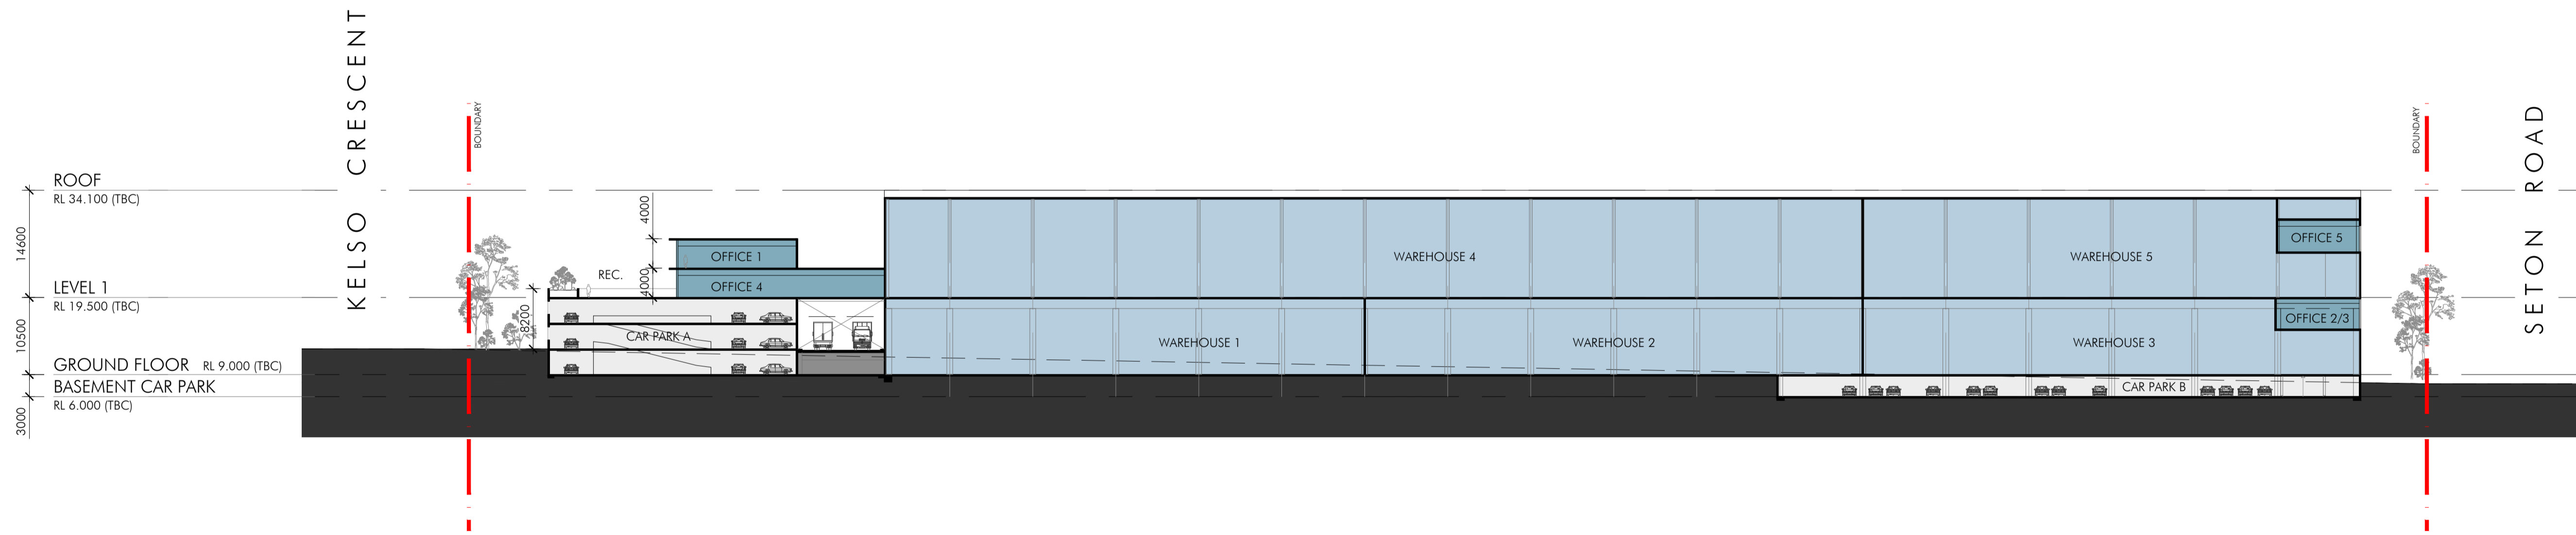 KELSO CRESCENT
BOUNDARY
BOUNDARY
SETON ROAD
ROOF
RL 34.100 (TBC)
14600
LEVEL 1
RL 19.500 (TBC)
10500
GROUND FLOOR RL 9.000 (TBC)
BASEMENT CAR PARK
RL 6.000 (TBC)
3000
4000
4000
8200
OFFICE 1
REC.
OFFICE 4
CAR PARK A
WAREHOUSE 4
WAREHOUSE 5
OFFICE 5
OFFICE 2/3
WAREHOUSE 1
WAREHOUSE 2
WAREHOUSE 3
CAR PARK B